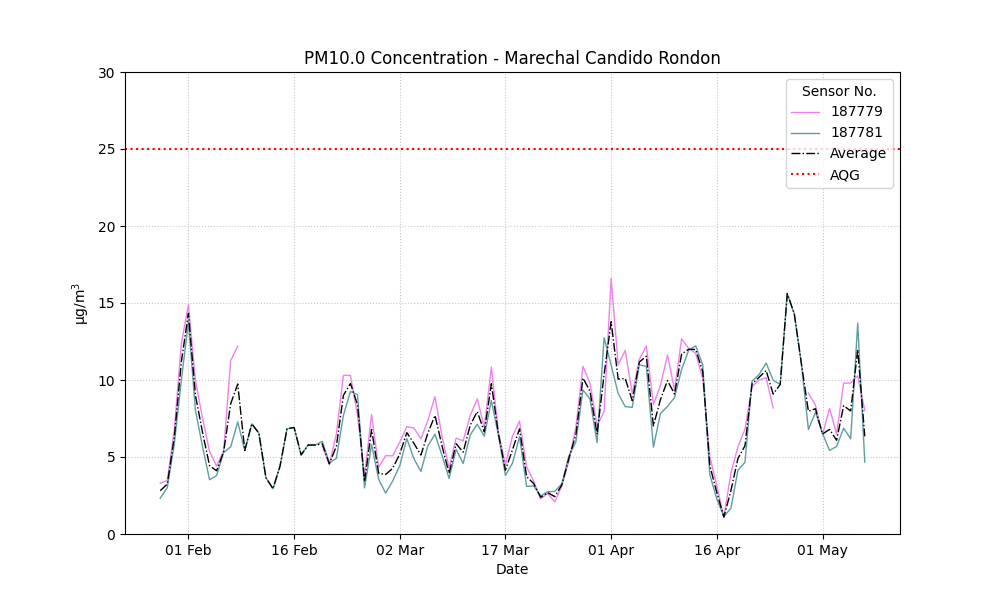 PM10.0 Concentration - Marechal Candido Rondon
30
25
20
15
10
5
0
µg/m³
Sensor No.
187779
187781
Average
AQG
01 Feb
16 Feb
02 Mar
17 Mar
01 Apr
16 Apr
01 May
Date